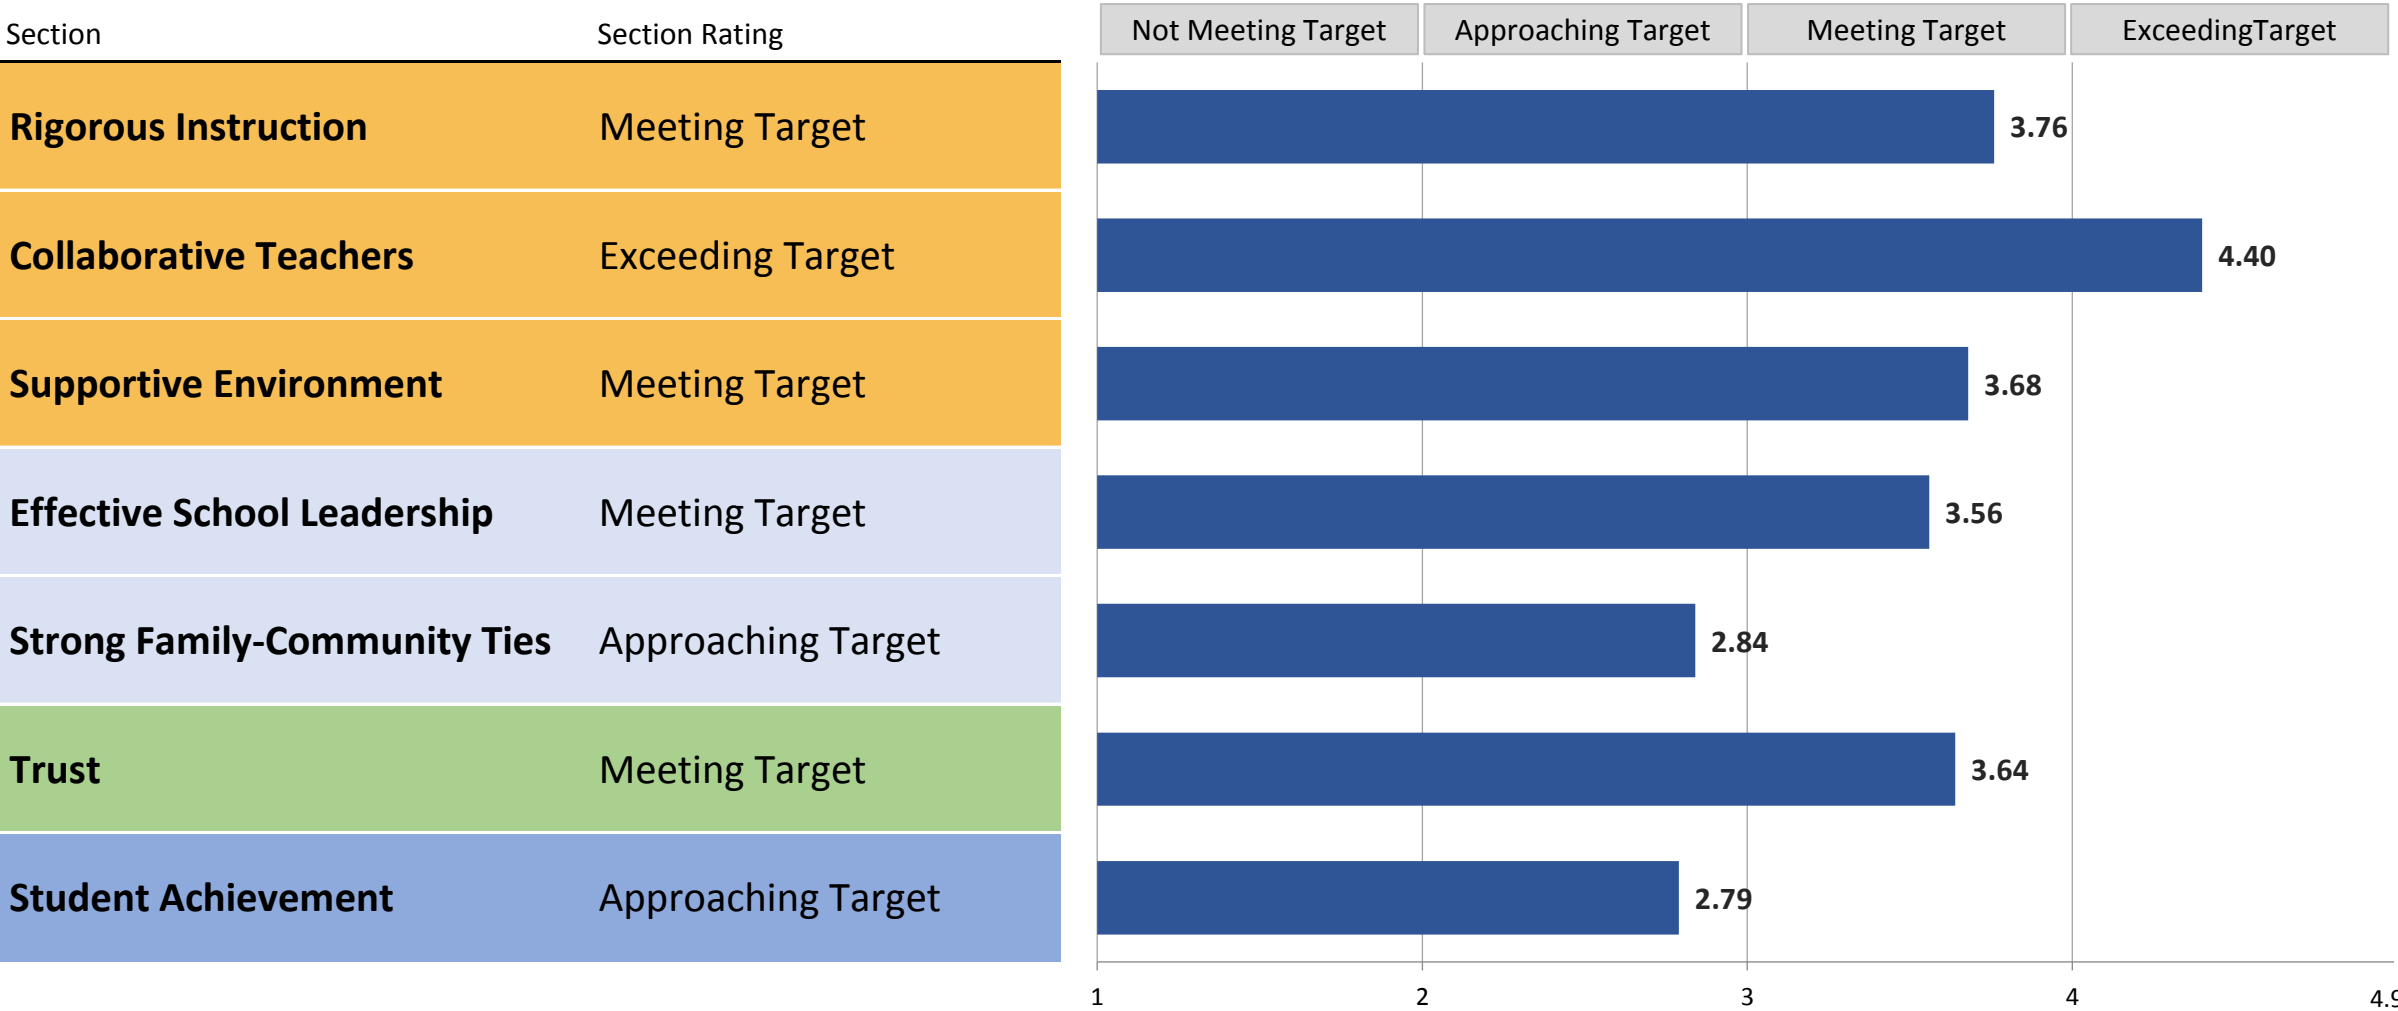 Section Section Rating Not Meeting Target Approaching Target Meeting Target ExceedingTarget
Rigorous Instruction Meeting Target 3.76
Collaborative Teachers Exceeding Target 4.40
Supportive Environment Meeting Target 3.68
Effective School Leadership Meeting Target 3.56
Strong Family-Community Ties Approaching Target 2.84
Trust Meeting Target 3.64
Student Achievement Approaching Target 2.79
1 2 3 4 4.9